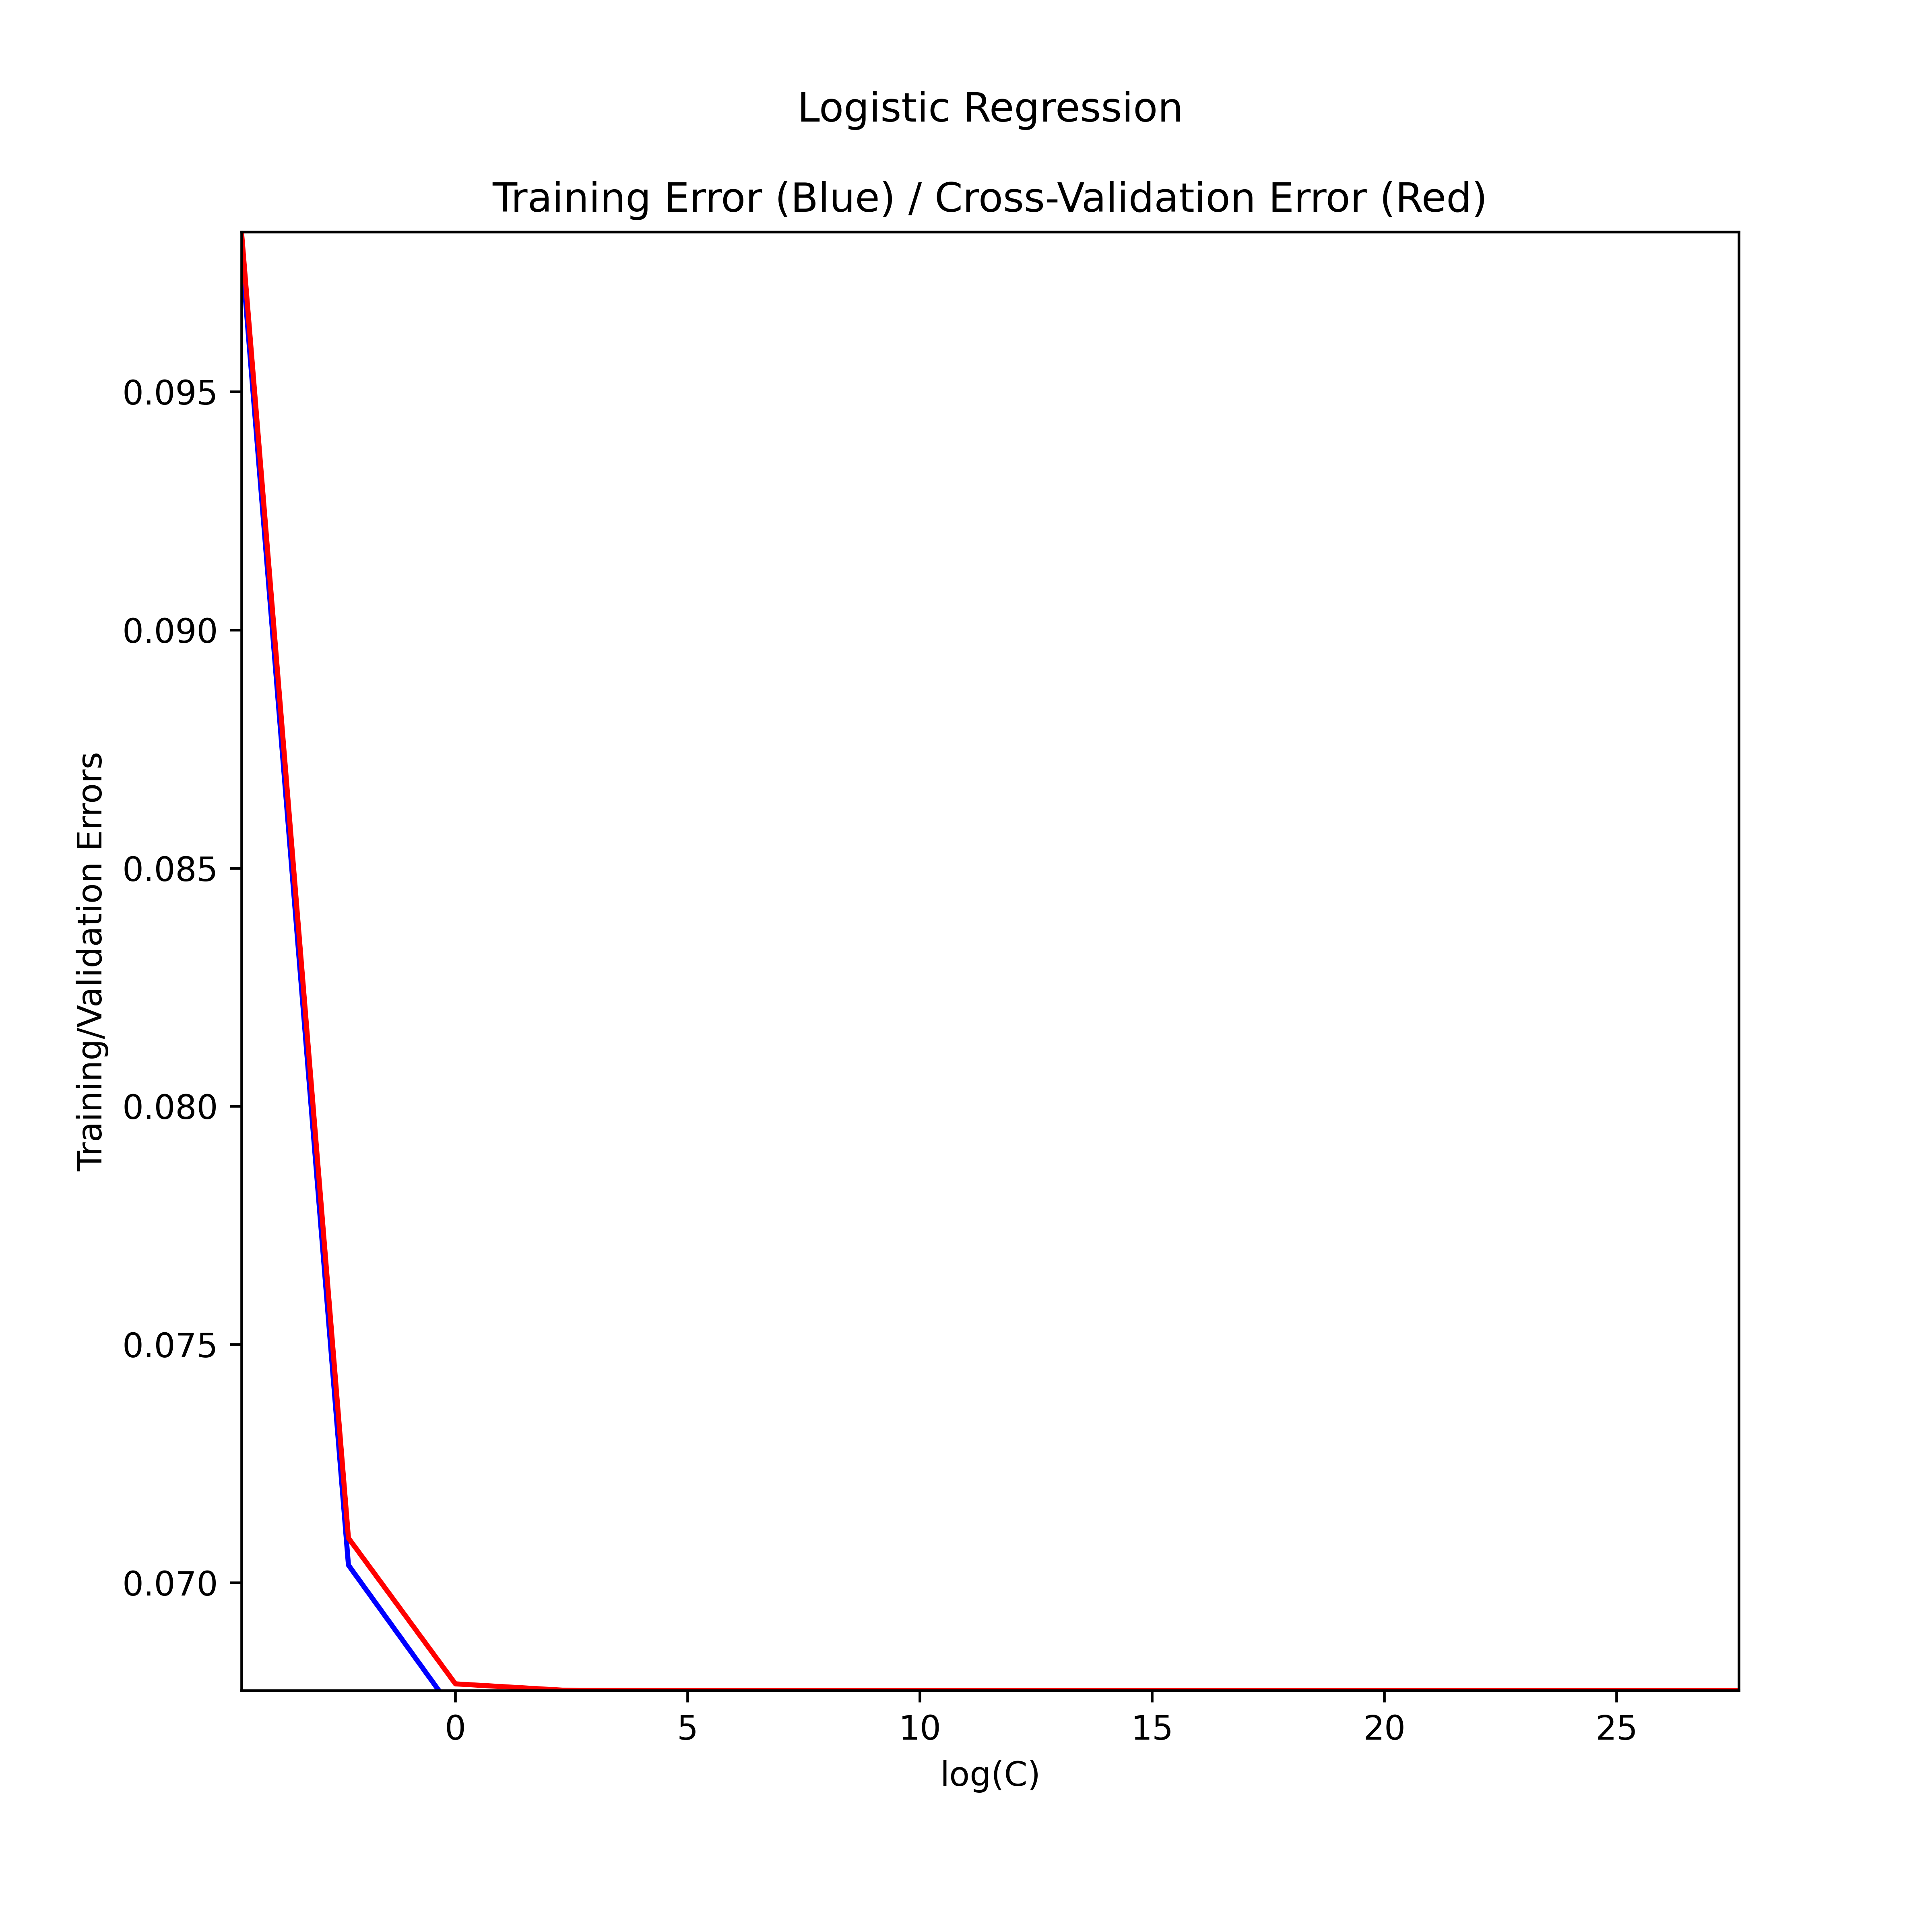 Logistic Regression
Training Error (Blue) / Cross-Validation Error (Red)
Training/Validation Errors
0.095
0.090
0.085
0.080
0.075
0.070
0 5 10 15 20 25
log(C)